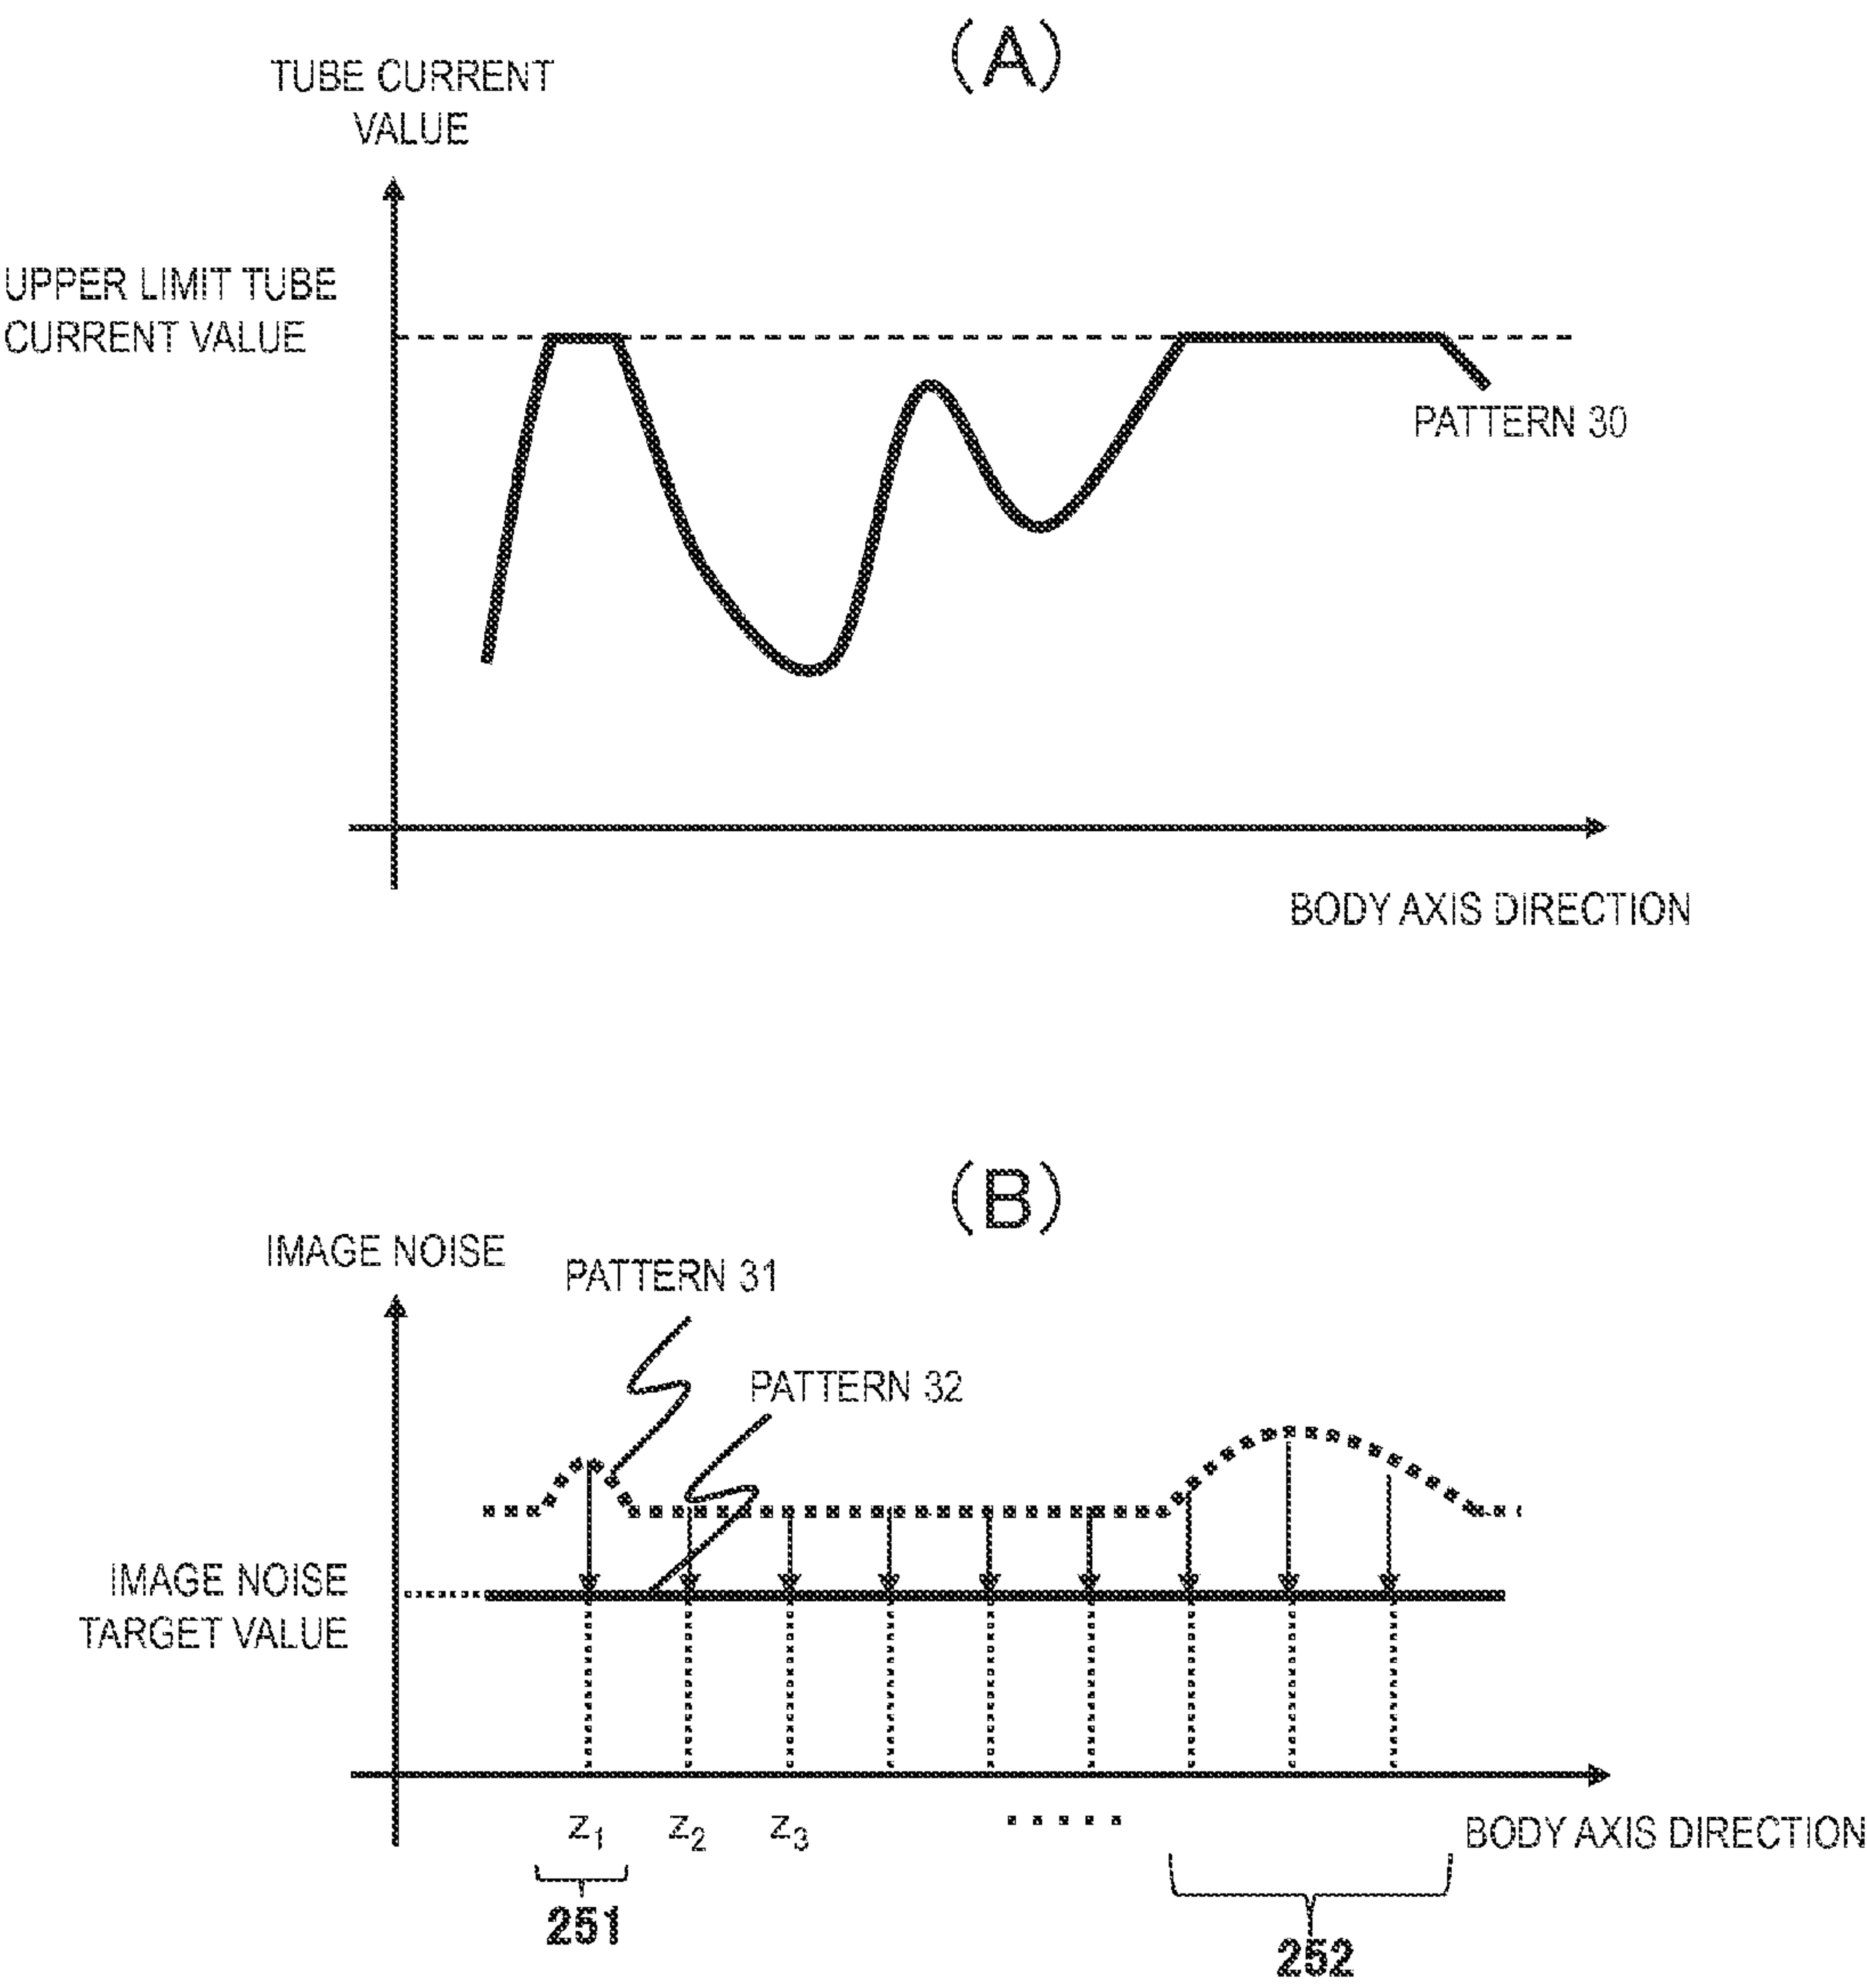 (A)
TUBE CURRENT
VALUE
UPPER LIMIT TUBE
CURRENT VALUE
PATTERN 30
BODY AXIS DIRECTION
(B)
IMAGE NOISE
PATTERN 31
PATTERN 32
IMAGE NOISE
TARGET VALUE
z₁ z₂ z₃ .....
BODY AXIS DIRECTION
251
252